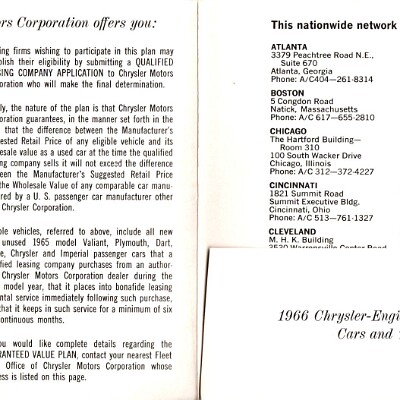 rs Corporation offers you:
ng firms wishing to participate in this plan may
lish their eligibility by submitting a QUALIFIED
SING COMPANY APPLICATION to Chrysler Motors
oration who will make the final determination.
ly, the nature of the plan is that Chrysler Motors
oration guarantees, in the manner set forth in the
that the difference between the Manufacturer's
ested Retail Price of any eligible vehicle and its
esale value as a used car at the time the qualified
ng company sells it will not exceed the difference
een the Manufacturer's Suggested Retail Price
the Wholesale Value of any comparable car manu-
red by a U. S. passenger car manufacturer other
Chrysler Corporation.
le vehicles, referred to above, include all new
unused 1965 model Valiant, Plymouth, Dart,
e, Chrysler and Imperial passenger cars that a
fied leasing company purchases from an author-
Chrysler Motors Corporation dealer during the
model year, that it places into bonafide leasing
ntal service immediately following such purchase,
hat it keeps in such service for a minimum of six
ontinuous months.
ou would like complete details regarding the
RANTEED VALUE PLAN, contact your nearest Fleet
Office of Chrysler Motors Corporation whose
ess is listed on this page.
This nationwide network
ATLANTA
3379 Peachtree Road N.E.,
Suite 670
Atlanta, Georgia
Phone: A/C404—261-8314
BOSTON
5 Congdon Road
Natick, Massachusetts
Phone: A/C 617—655-2810
CHICAGO
The Hartford Building—
Room 310
100 South Wacker Drive
Chicago, Illinois
Phone: A/C 312—372-4227
CINCINNATI
1821 Summit Road
Summit Executive Bldg.
Cincinnati, Ohio
Phone: A/C 513—761-1327
CLEVELAND
M. H. K. Building
3530 Warrensville Center Road
1966 Chrysler-Engi
Cars and